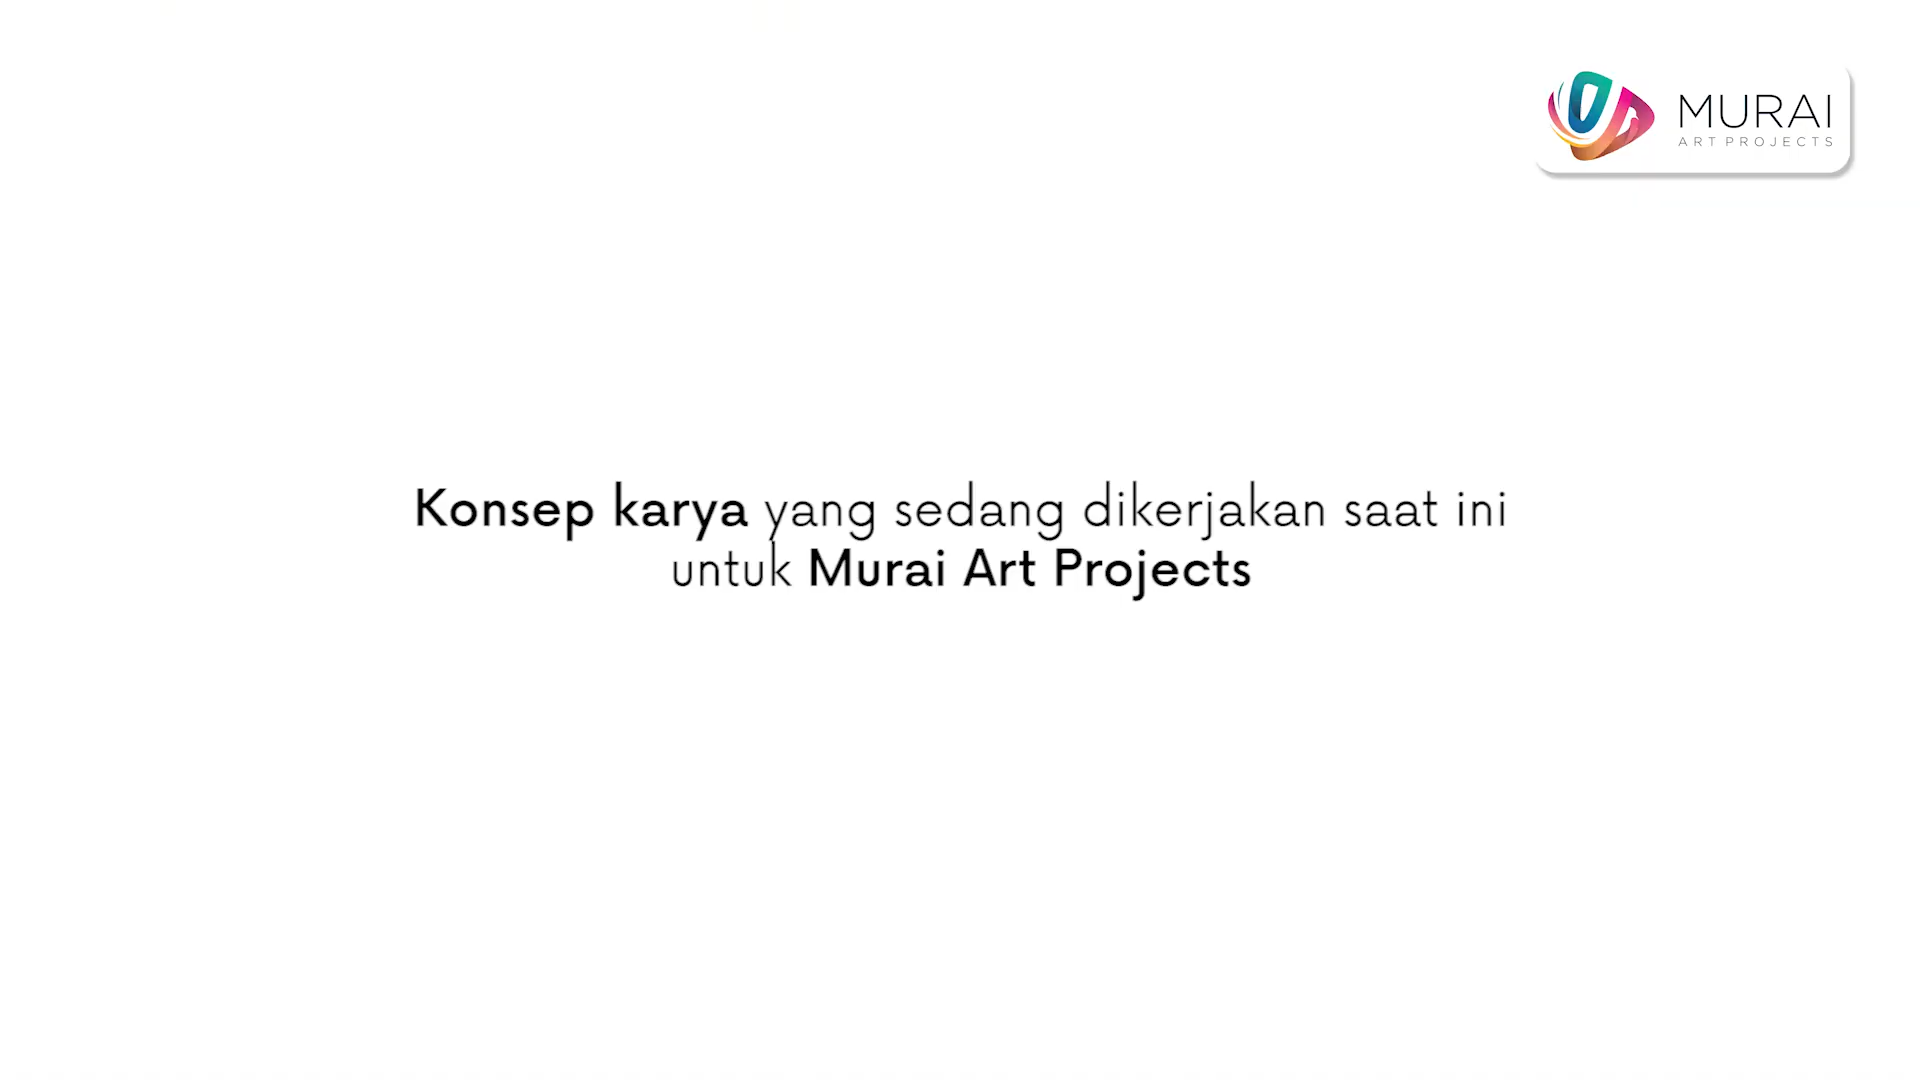 MURAI
ART PROJECTS
Konsep karya yang sedang dikerjakan saat ini
untuk Murai Art Projects